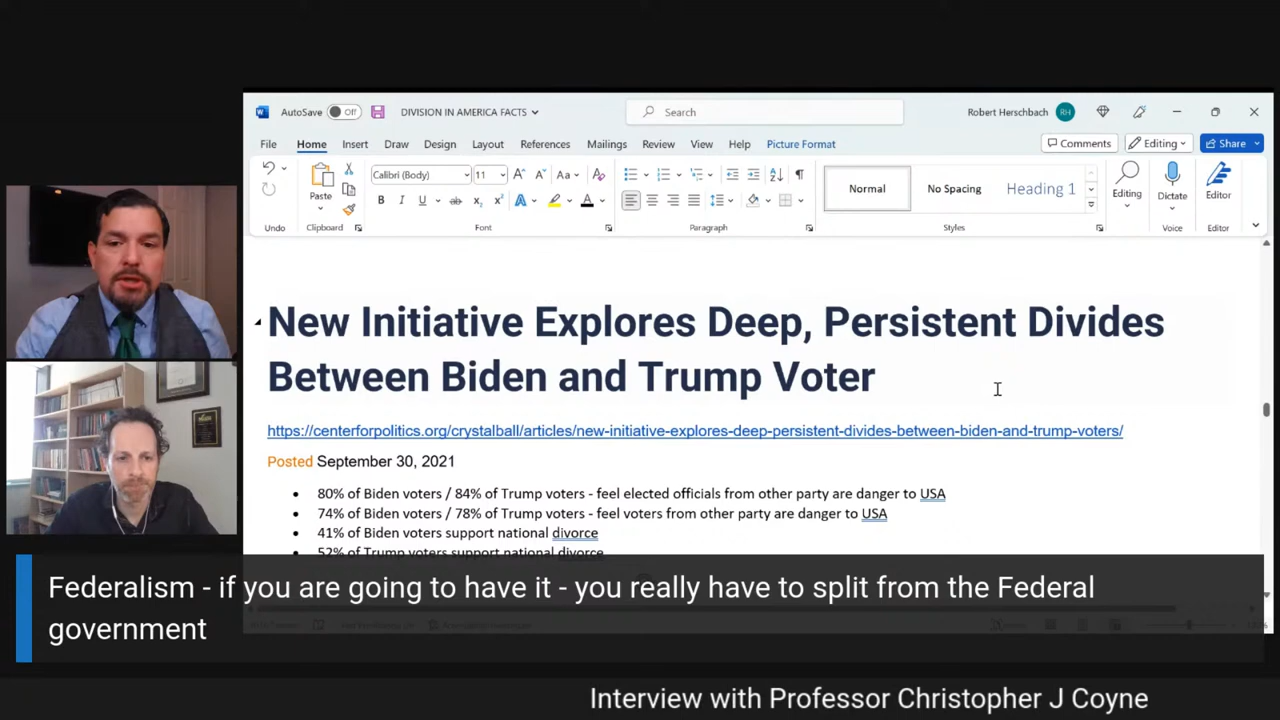 AutoSave Off DIVISION IN AMERICA FACTS Search Robert Herschbach RH
File Home Insert Draw Design Layout References Mailings Review View Help Picture Format Comments Editing Share
Calibri (Body) 11 Aa
Paste
B I U ab x₂ x² A A
Normal No Spacing Heading 1
Editing Dictate Editor
Undo Clipboard Font Paragraph Styles Voice Editor
New Initiative Explores Deep, Persistent Divides
Between Biden and Trump Voter
https://centerforpolitics.org/crystalball/articles/new-initiative-explores-deep-persistent-divides-between-biden-and-trump-voters/
Posted September 30, 2021
• 80% of Biden voters / 84% of Trump voters - feel elected officials from other party are danger to USA
• 74% of Biden voters / 78% of Trump voters - feel voters from other party are danger to USA
• 41% of Biden voters support national divorce
52% of Trump voters support national divorce
Federalism - if you are going to have it - you really have to split from the Federal
government
Interview with Professor Christopher J Coyne